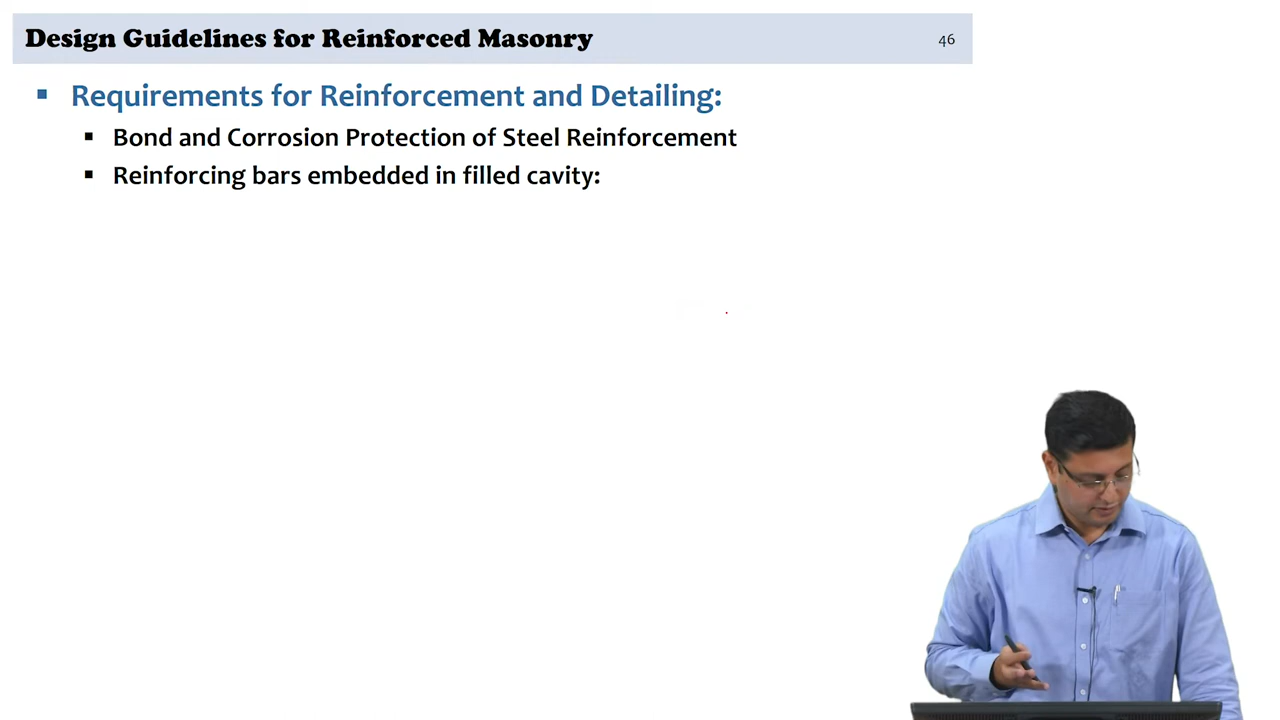 Design Guidelines for Reinforced Masonry 46
Requirements for Reinforcement and Detailing:
Bond and Corrosion Protection of Steel Reinforcement
Reinforcing bars embedded in filled cavity: